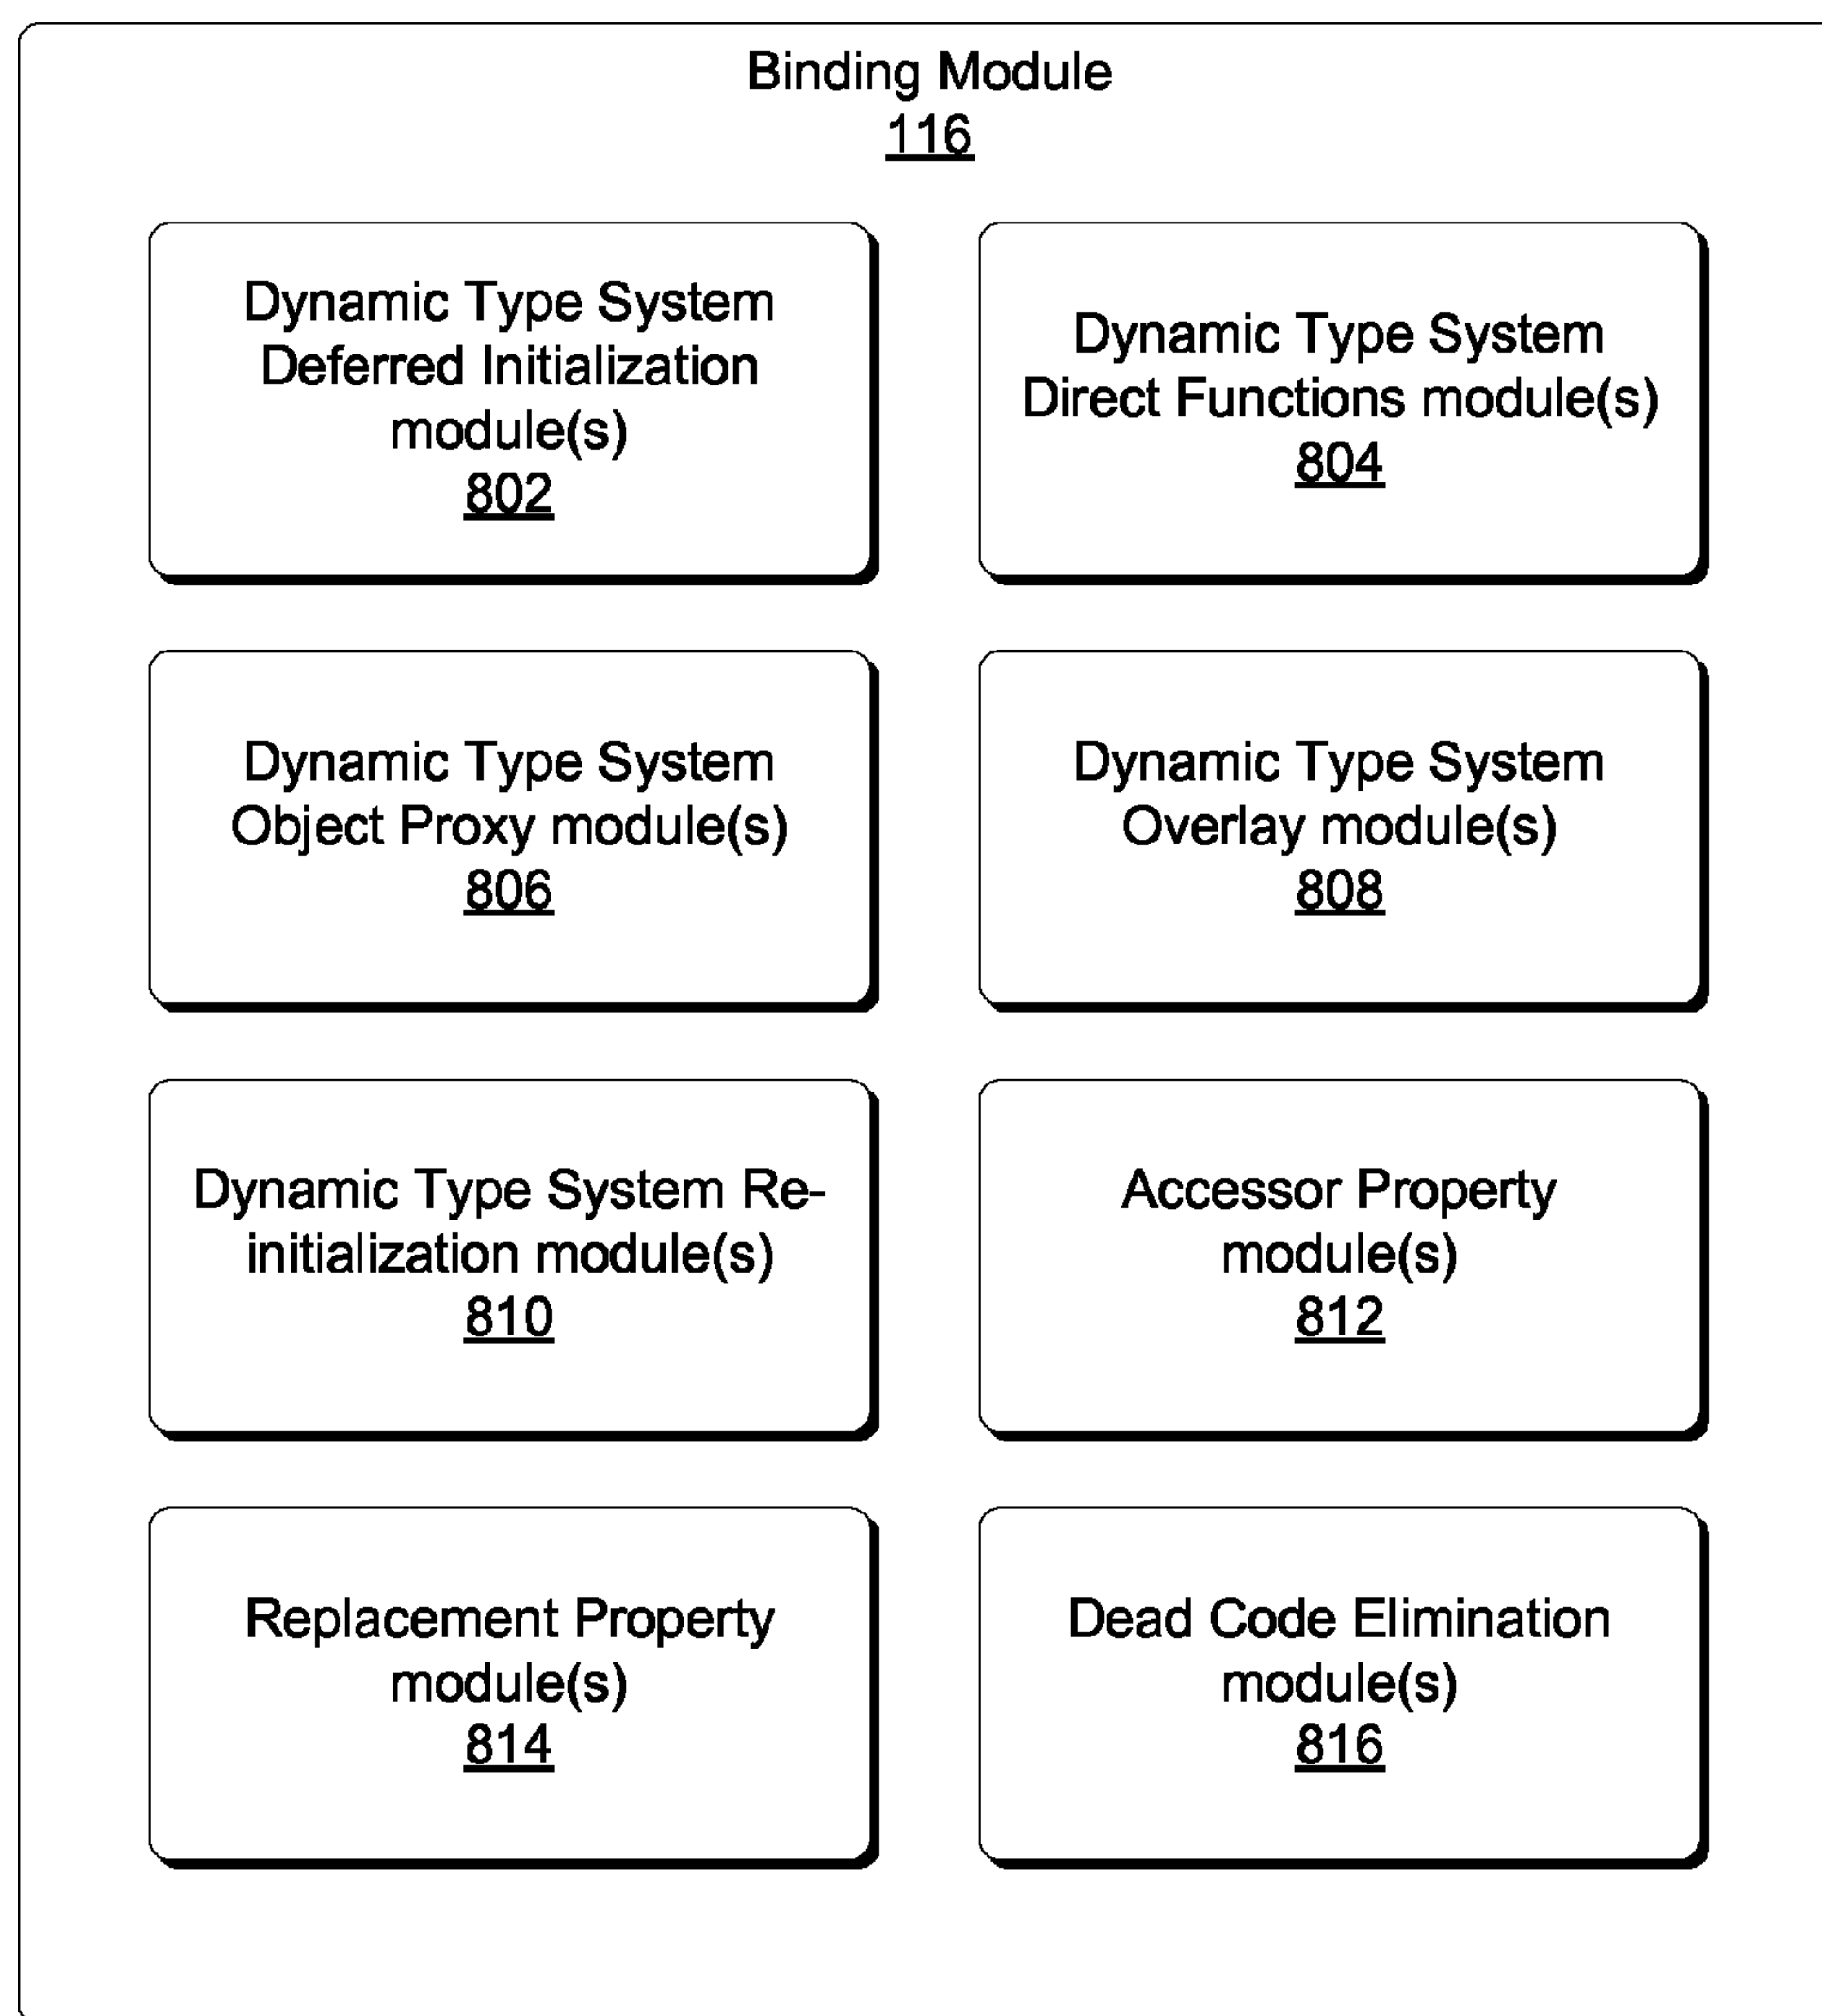 Binding Module
116
Dynamic Type System
Deferred Initialization
module(s)
802
Dynamic Type System
Direct Functions module(s)
804
Dynamic Type System
Object Proxy module(s)
806
Dynamic Type System
Overlay module(s)
808
Dynamic Type System Re-
initialization module(s)
810
Accessor Property
module(s)
812
Replacement Property
module(s)
814
Dead Code Elimination
module(s)
816